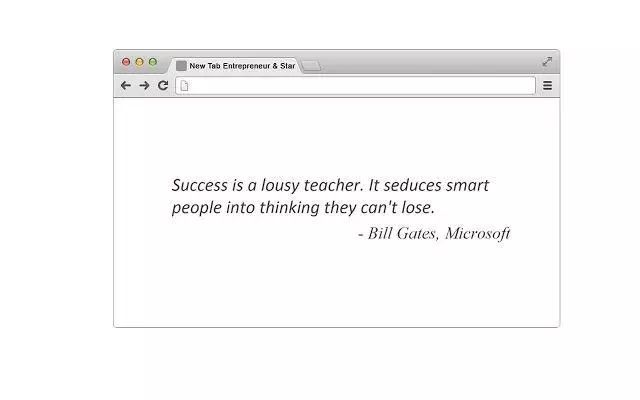 New Tab Entrepreneur & Star
Success is a lousy teacher. It seduces smart
people into thinking they can't lose.
- Bill Gates, Microsoft